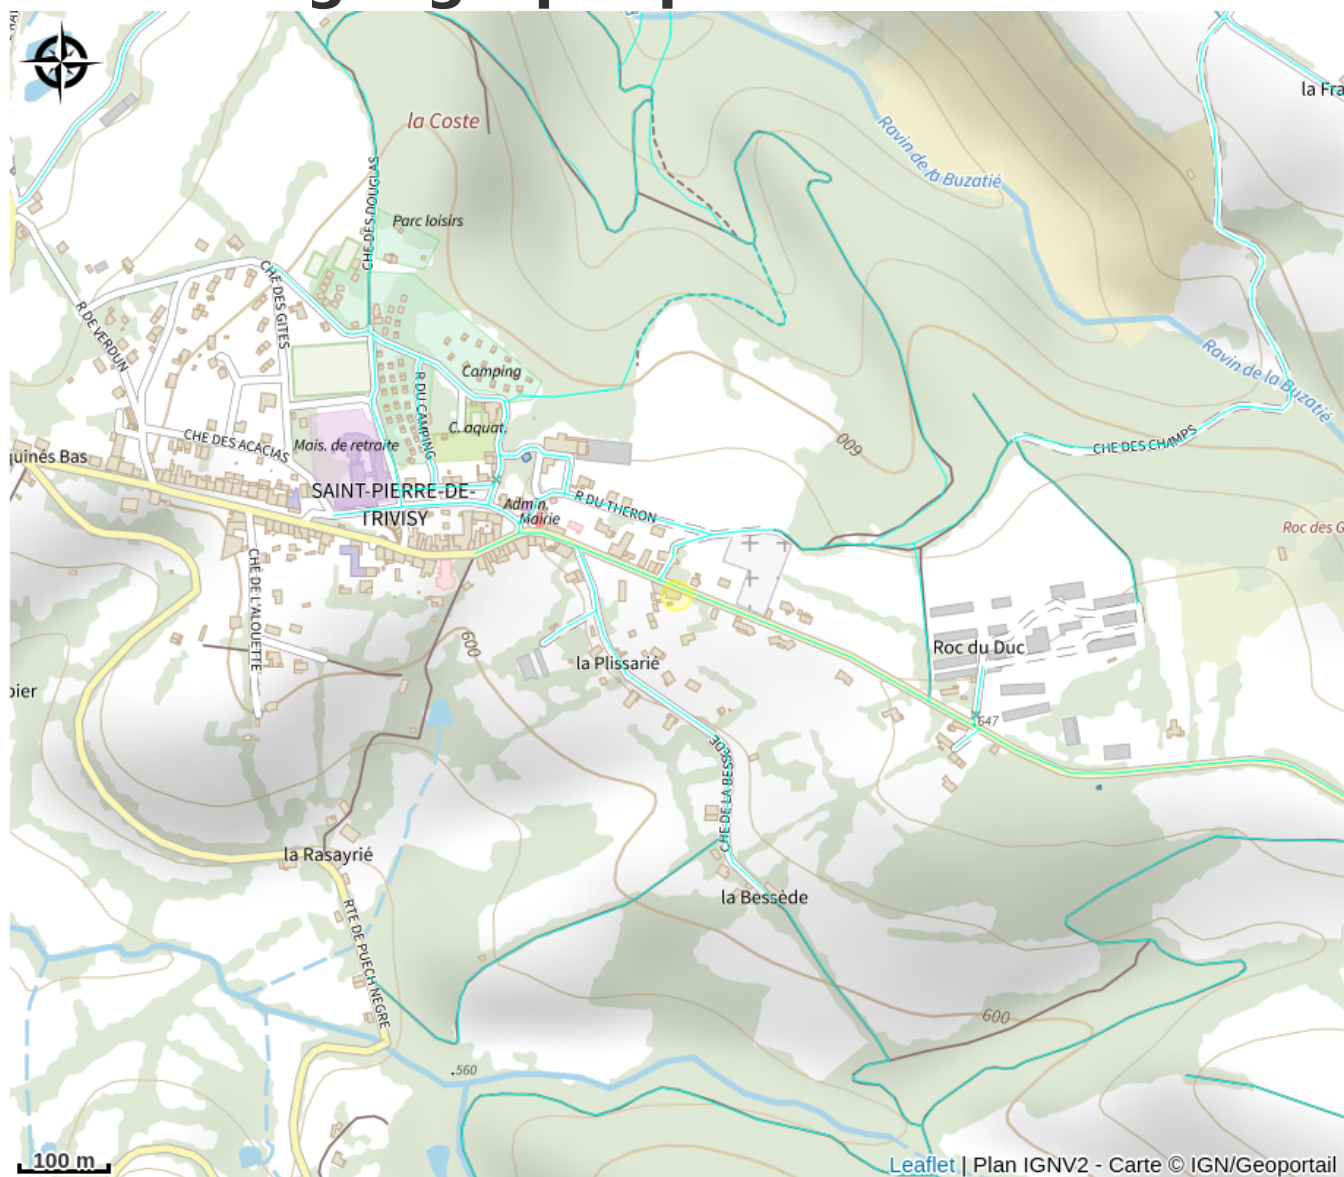 la Fra
la Coste
Ravin de la Buzatié
CHE DES DOUGLAS
Parc loisirs
CHE DES GITES
R DE VERDUN
Ravin de la Buzatié
Camping
R DU CAMPING
C. aquat.
CHE DES ACACIAS
Mais. de retraite
600
CHE DES CHAMPS
quinés Bas
SAINT-PIERRE-DE-
TRIVISY
Admin.
Mairie
R DU THERON
Roc des G
CHE DE L'ALOUETTE
600
la Plissarié
Roc du Duc
bier
647
CHE DE LA BESSEDE
la Rasayrié
la Bessède
RTE DE PUECH NEGRE
600
560
100 m
Leaflet | Plan IGNV2 - Carte © IGN/Geoportail